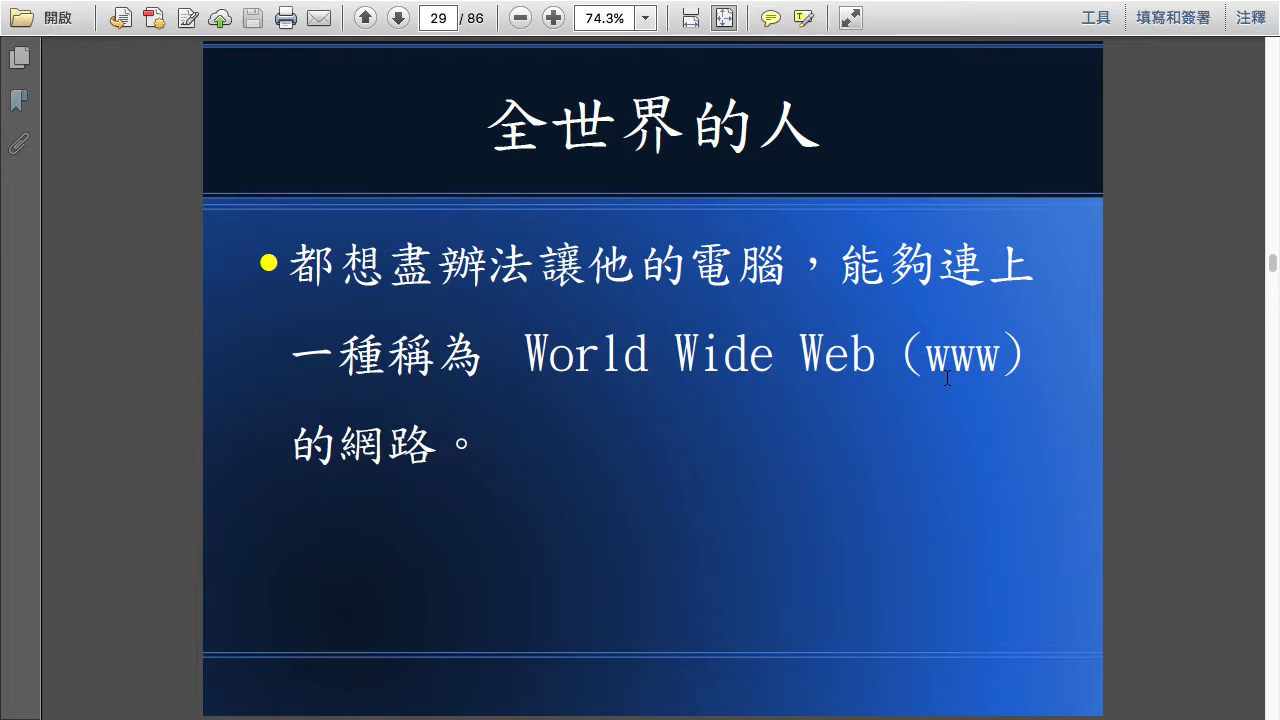 開啟
29 / 86
74.3%
工具
填寫和簽署
注釋
全世界的人
都想盡辦法讓他的電腦，能夠連上
一種稱為 World Wide Web（www）
的網路。